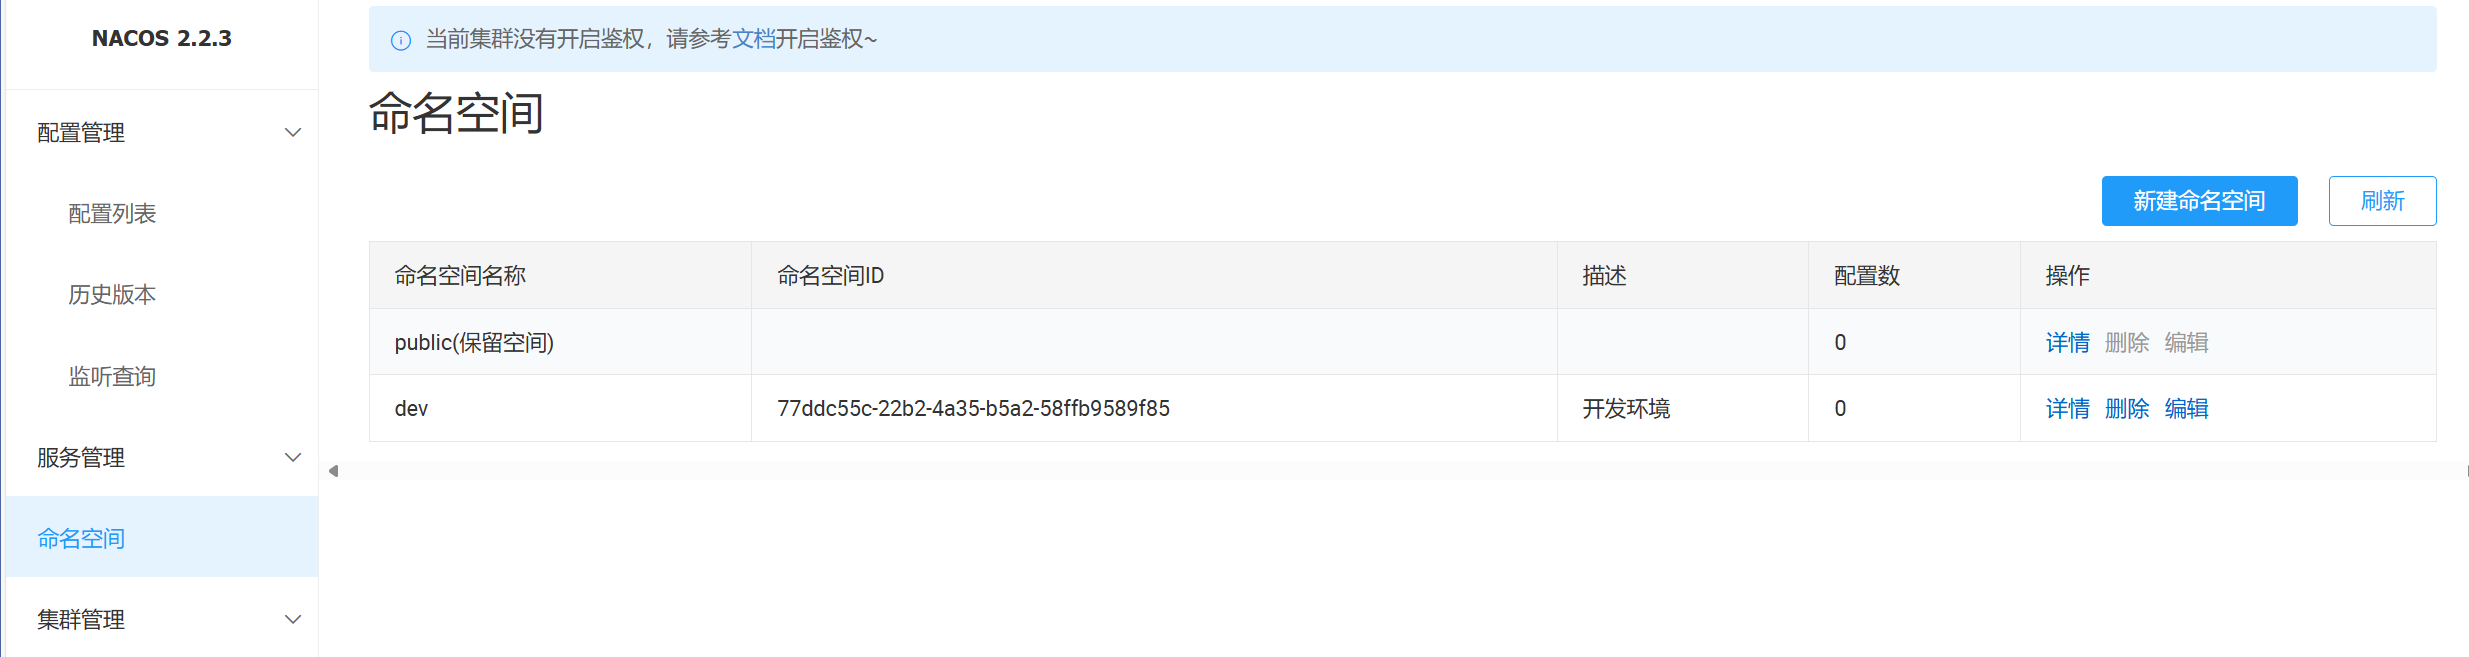 NACOS 2.2.3
配置管理
配置列表
历史版本
监听查询
服务管理
命名空间
集群管理
当前集群没有开启鉴权，请参考文档开启鉴权~
命名空间
新建命名空间 刷新
命名空间名称 命名空间ID 描述 配置数 操作
public(保留空间) 0 详情 删除 编辑
dev 77ddc55c-22b2-4a35-b5a2-58ffb9589f85 开发环境 0 详情 删除 编辑